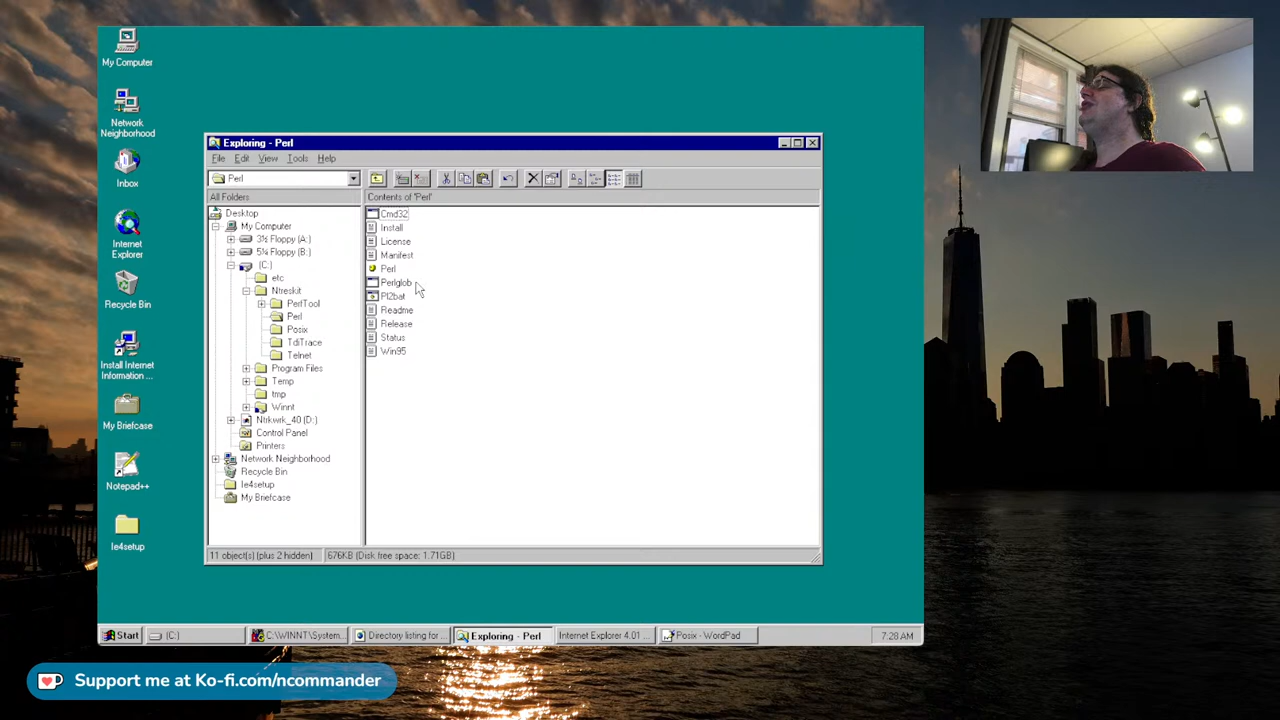 My Computer
Network
Neighborhood
Inbox
Internet
Explorer
Recycle Bin
Install Internet
Information ...
My Briefcase
Notepad++
Ie4setup
Exploring - Perl
File Edit View Tools Help
Perl
All Folders
Contents of 'Perl'
Desktop
My Computer
3½ Floppy (A:)
5¼ Floppy (B:)
(C:)
etc
Ntreskit
PerlTool
Perl
Posix
TdiTrace
Telnet
Program Files
Temp
tmp
Winnt
Ntrkwrk_40 (D:)
Control Panel
Printers
Network Neighborhood
Recycle Bin
Ie4setup
My Briefcase
Cmd32
Install
License
Manifest
Perl
Perlglob
Pl2bat
Readme
Release
Status
Win95
11 object(s) (plus 2 hidden) 676KB (Disk free space: 1.71GB)
Start (C:) C:\WINNT\System... Directory listing for ... Exploring - Perl Internet Explorer 4.01 ... Posix - WordPad 7:28 AM
Support me at Ko-fi.com/ncommander